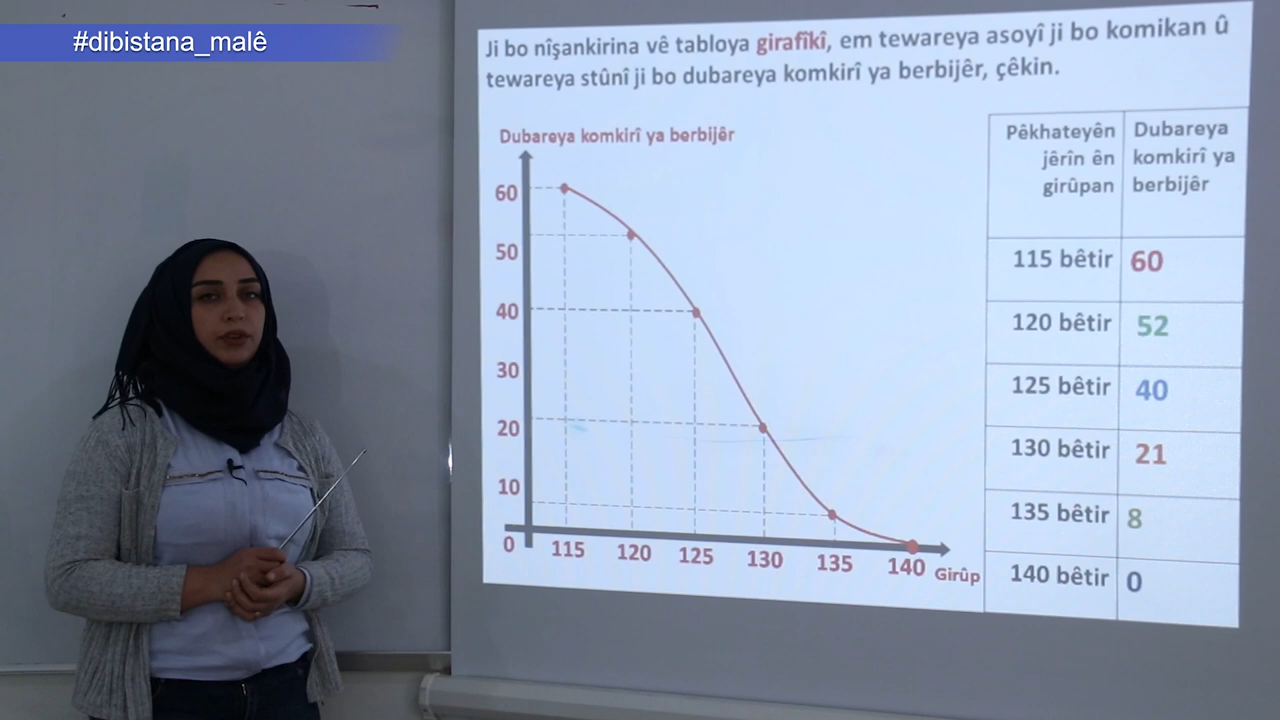 #dibistana_malê
Ji bo nîşankirina vê tabloya girafîkî, em tewareya asoyî ji bo komikan û
tewareya stûnî ji bo dubareya komkirî ya berbijêr, çêkin.
Dubareya komkirî ya berbijêr
60
50
40
30
20
10
0
115 120 125 130 135 140 Girûp
Pêkhateyên
jêrîn ên
girûpan
Dubareya
komkirî ya
berbijêr
115 bêtir 60
120 bêtir 52
125 bêtir 40
130 bêtir 21
135 bêtir 8
140 bêtir 0